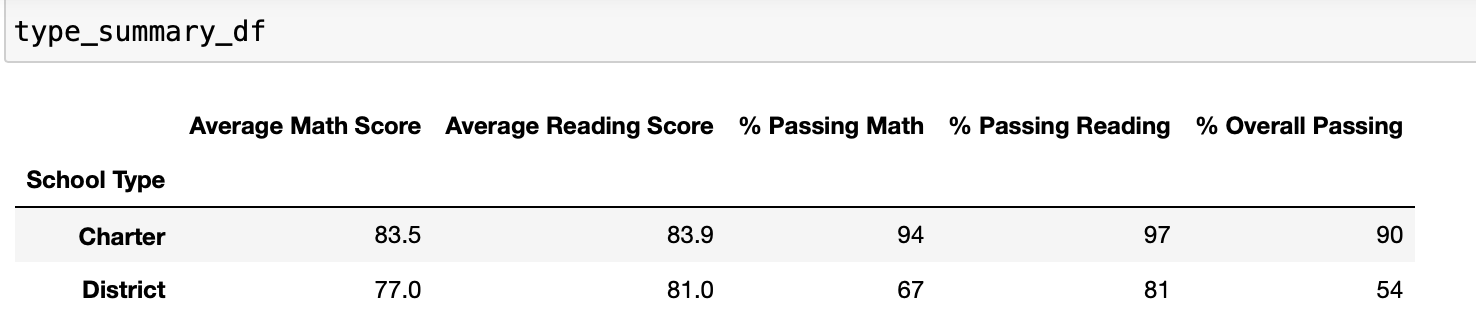 type_summary_df
Average Math Score Average Reading Score % Passing Math % Passing Reading % Overall Passing
School Type
Charter 83.5 83.9 94 97 90
District 77.0 81.0 67 81 54